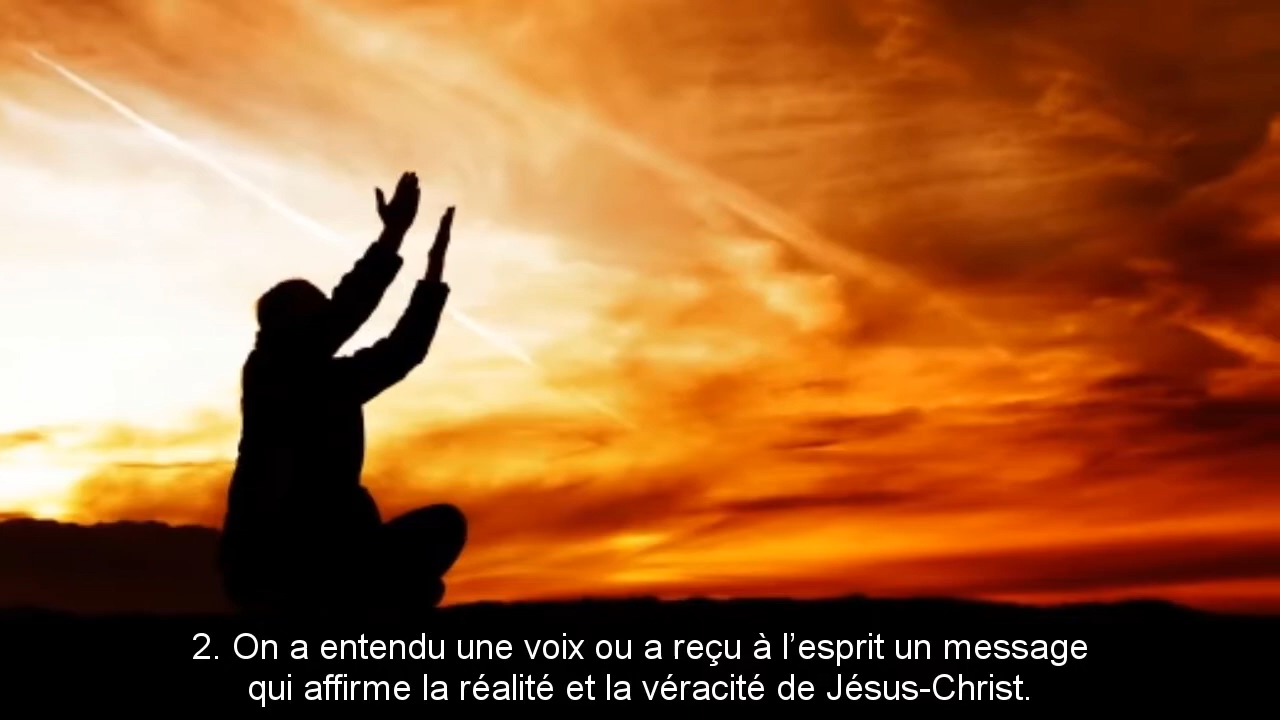 2. On a entendu une voix ou a reçu à l’esprit un message
qui affirme la réalité et la véracité de Jésus-Christ.